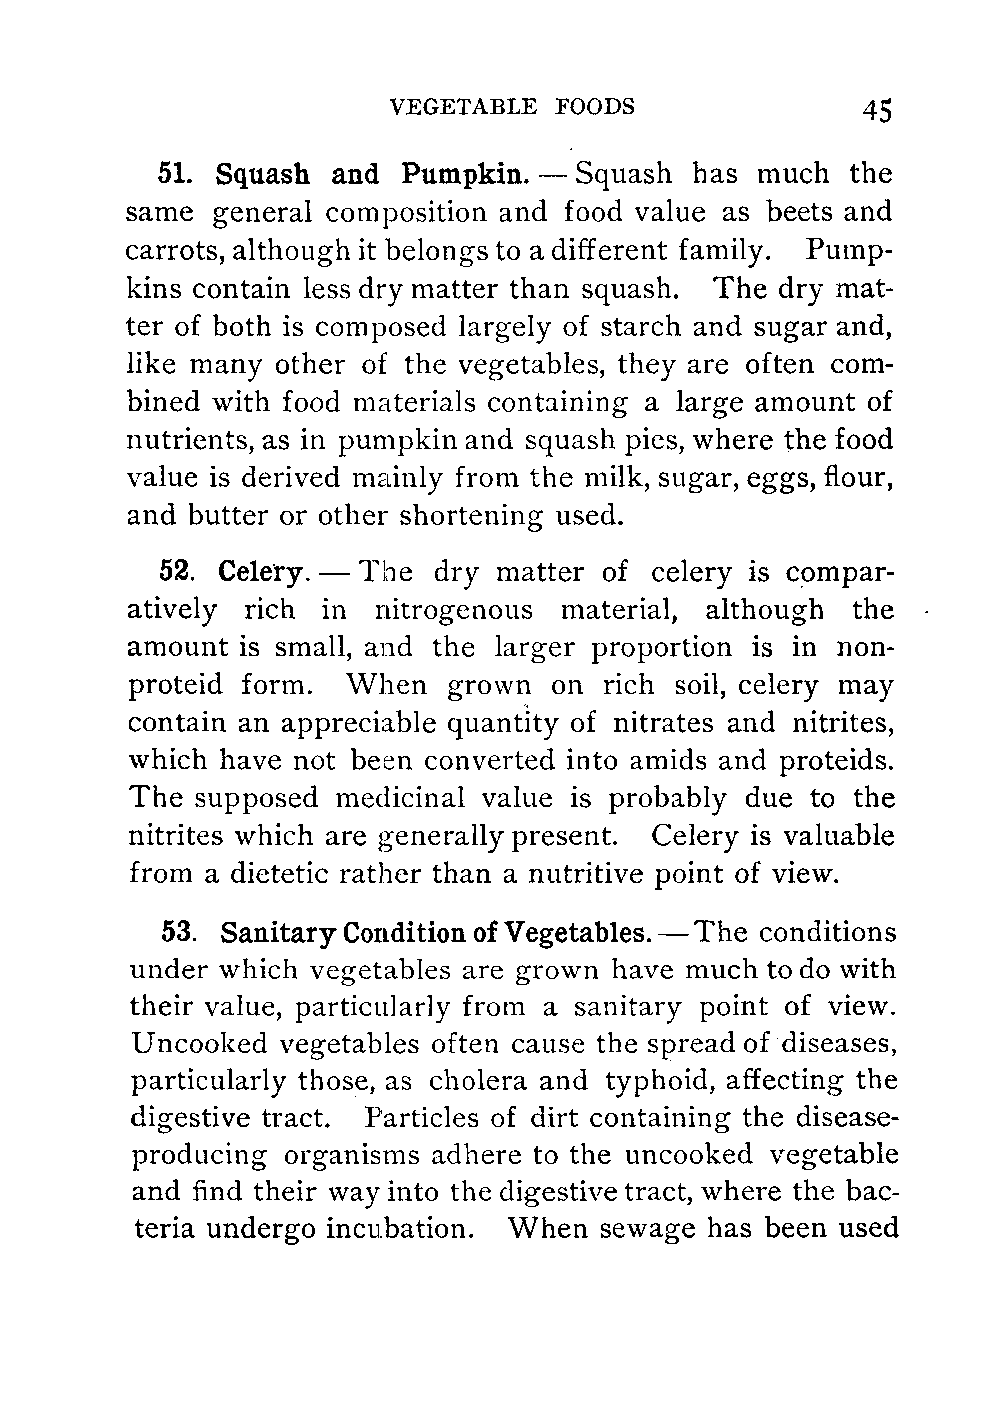 VEGETABLE FOODS 45
51. Squash and Pumpkin. — Squash has much the
same general composition and food value as beets and
carrots, although it belongs to a different family. Pump-
kins contain less dry matter than squash. The dry mat-
ter of both is composed largely of starch and sugar and,
like many other of the vegetables, they are often com-
bined with food materials containing a large amount of
nutrients, as in pumpkin and squash pies, where the food
value is derived mainly from the milk, sugar, eggs, flour,
and butter or other shortening used.
52. Celery. — The dry matter of celery is compar-
atively rich in nitrogenous material, although the
amount is small, and the larger proportion is in non-
proteid form. When grown on rich soil, celery may
contain an appreciable quantity of nitrates and nitrites,
which have not been converted into amids and proteids.
The supposed medicinal value is probably due to the
nitrites which are generally present. Celery is valuable
from a dietetic rather than a nutritive point of view.
53. Sanitary Condition of Vegetables. — The conditions
under which vegetables are grown have much to do with
their value, particularly from a sanitary point of view.
Uncooked vegetables often cause the spread of diseases,
particularly those, as cholera and typhoid, affecting the
digestive tract. Particles of dirt containing the disease-
producing organisms adhere to the uncooked vegetable
and find their way into the digestive tract, where the bac-
teria undergo incubation. When sewage has been used